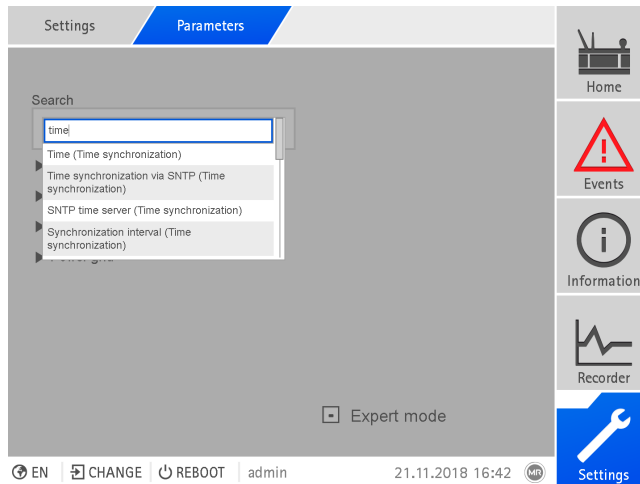 Settings
Parameters
Home
Search
time
Time (Time synchronization)
Time synchronization via SNTP (Time
synchronization)
SNTP time server (Time synchronization)
Synchronization interval (Time
synchronization)
Power grid
Events
Information
Recorder
Expert mode
EN
CHANGE
REBOOT
admin
21.11.2018 16:42
MR
Settings